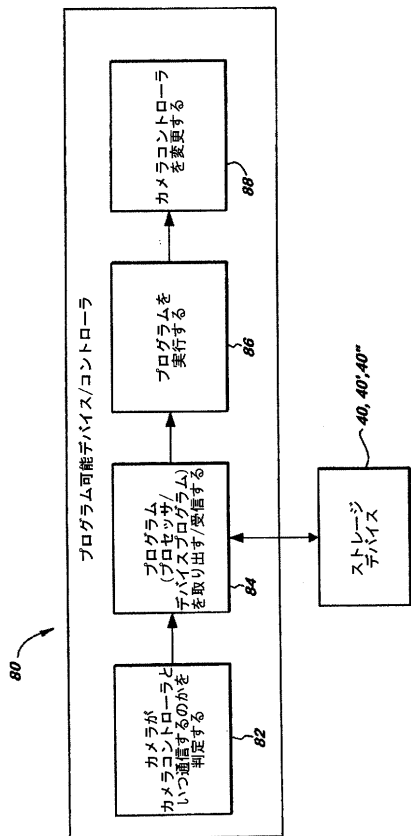 80
プログラム可能デバイス/コントローラ
カメラが
カメラコントローラと
いつ通信するのかを
判定する
82
プログラム
(プロセッサ/
デバイスプログラム)
を取り出す/受信する
84
プログラムを
実行する
86
カメラコントローラ
を変更する
88
ストレージ
デバイス
40, 40',40"